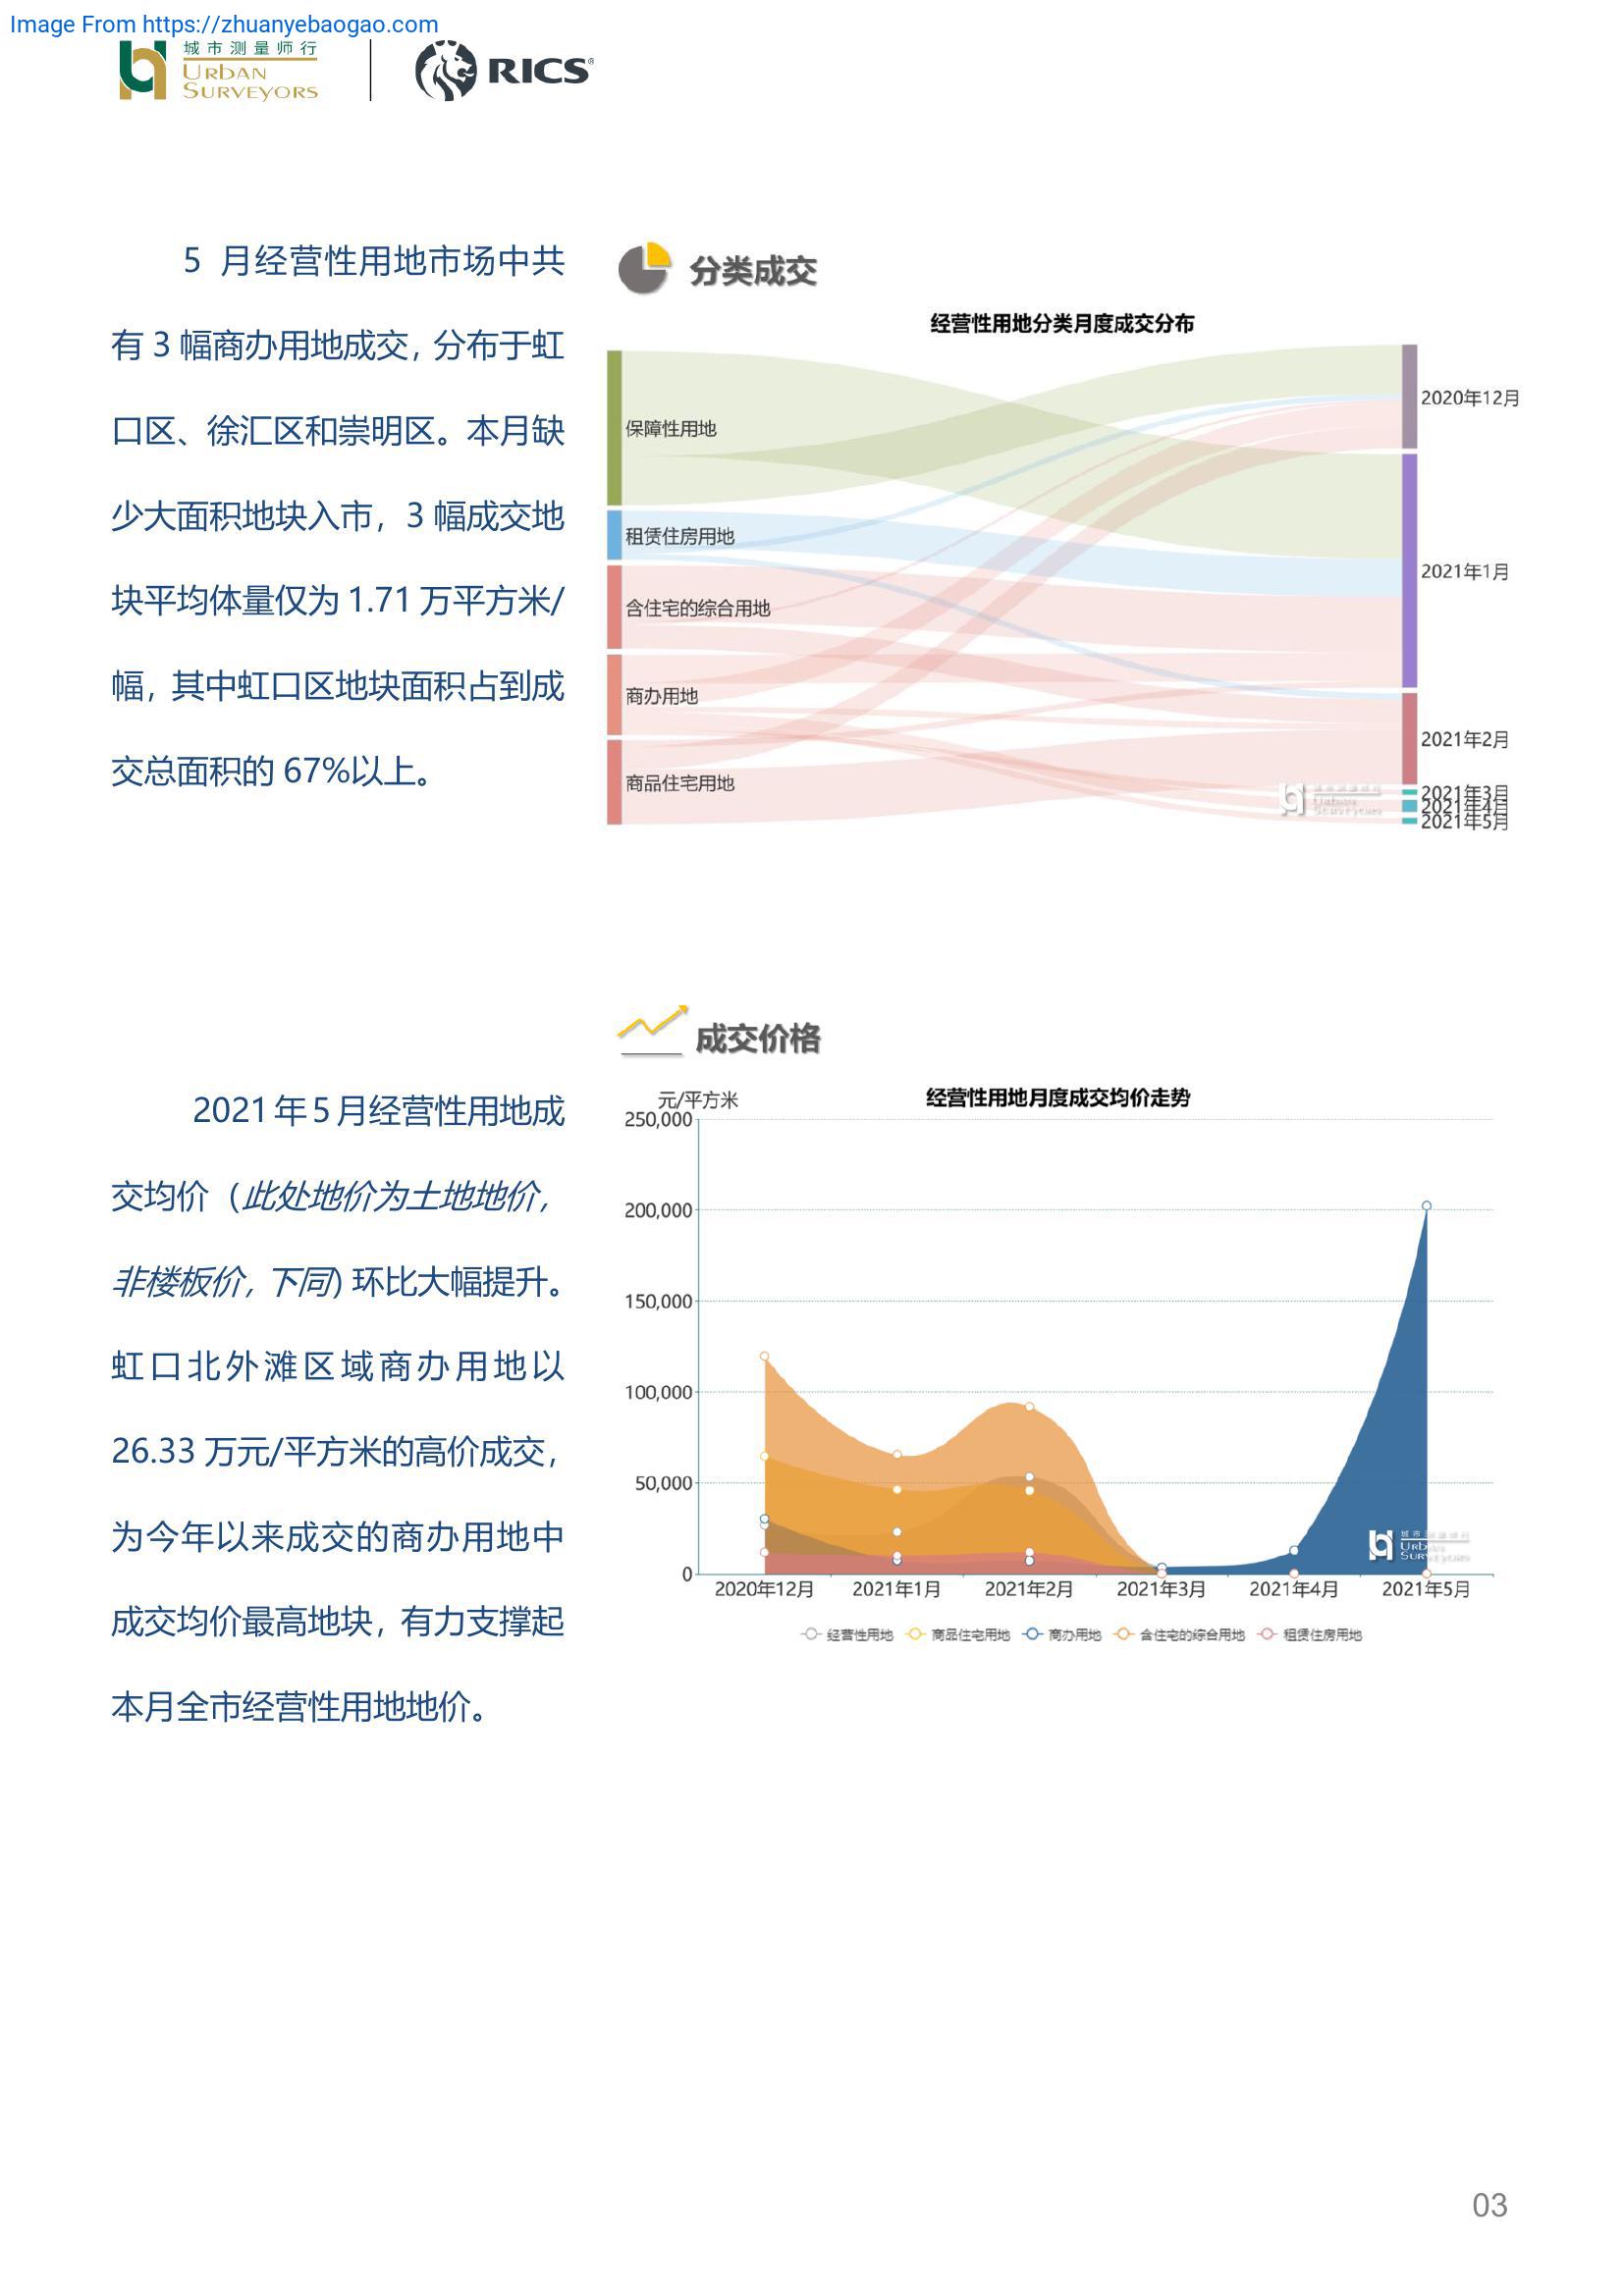 Image From https://zhuanyebaogao.com
城市测量师行
URBAN
SURVEYORS
RICS®
5 月经营性用地市场中共
有 3 幅商办用地成交，分布于虹
口区、徐汇区和崇明区。本月缺
少大面积地块入市，3 幅成交地
块平均体量仅为 1.71 万平方米/
幅，其中虹口区地块面积占到成
交总面积的 67%以上。
分类成交
经营性用地分类月度成交分布
保障性用地
租赁住房用地
含住宅的综合用地
商办用地
商品住宅用地
2020年12月
2021年1月
2021年2月
2021年3月
2021年4月
2021年5月
城市测量师行
URBAN
SURVEYORS
2021 年 5 月经营性用地成
交均价（此处地价为土地地价，
非楼板价，下同）环比大幅提升。
虹口北外滩区域商办用地以
26.33 万元/平方米的高价成交，
为今年以来成交的商办用地中
成交均价最高地块，有力支撑起
本月全市经营性用地地价。
成交价格
经营性用地月度成交均价走势
元/平方米
250,000
200,000
150,000
100,000
50,000
0
2020年12月 2021年1月 2021年2月 2021年3月 2021年4月 2021年5月
经营性用地 商品住宅用地 商办用地 含住宅的综合用地 租赁住房用地
城市测量师行
URBAN
SURVEYORS
03